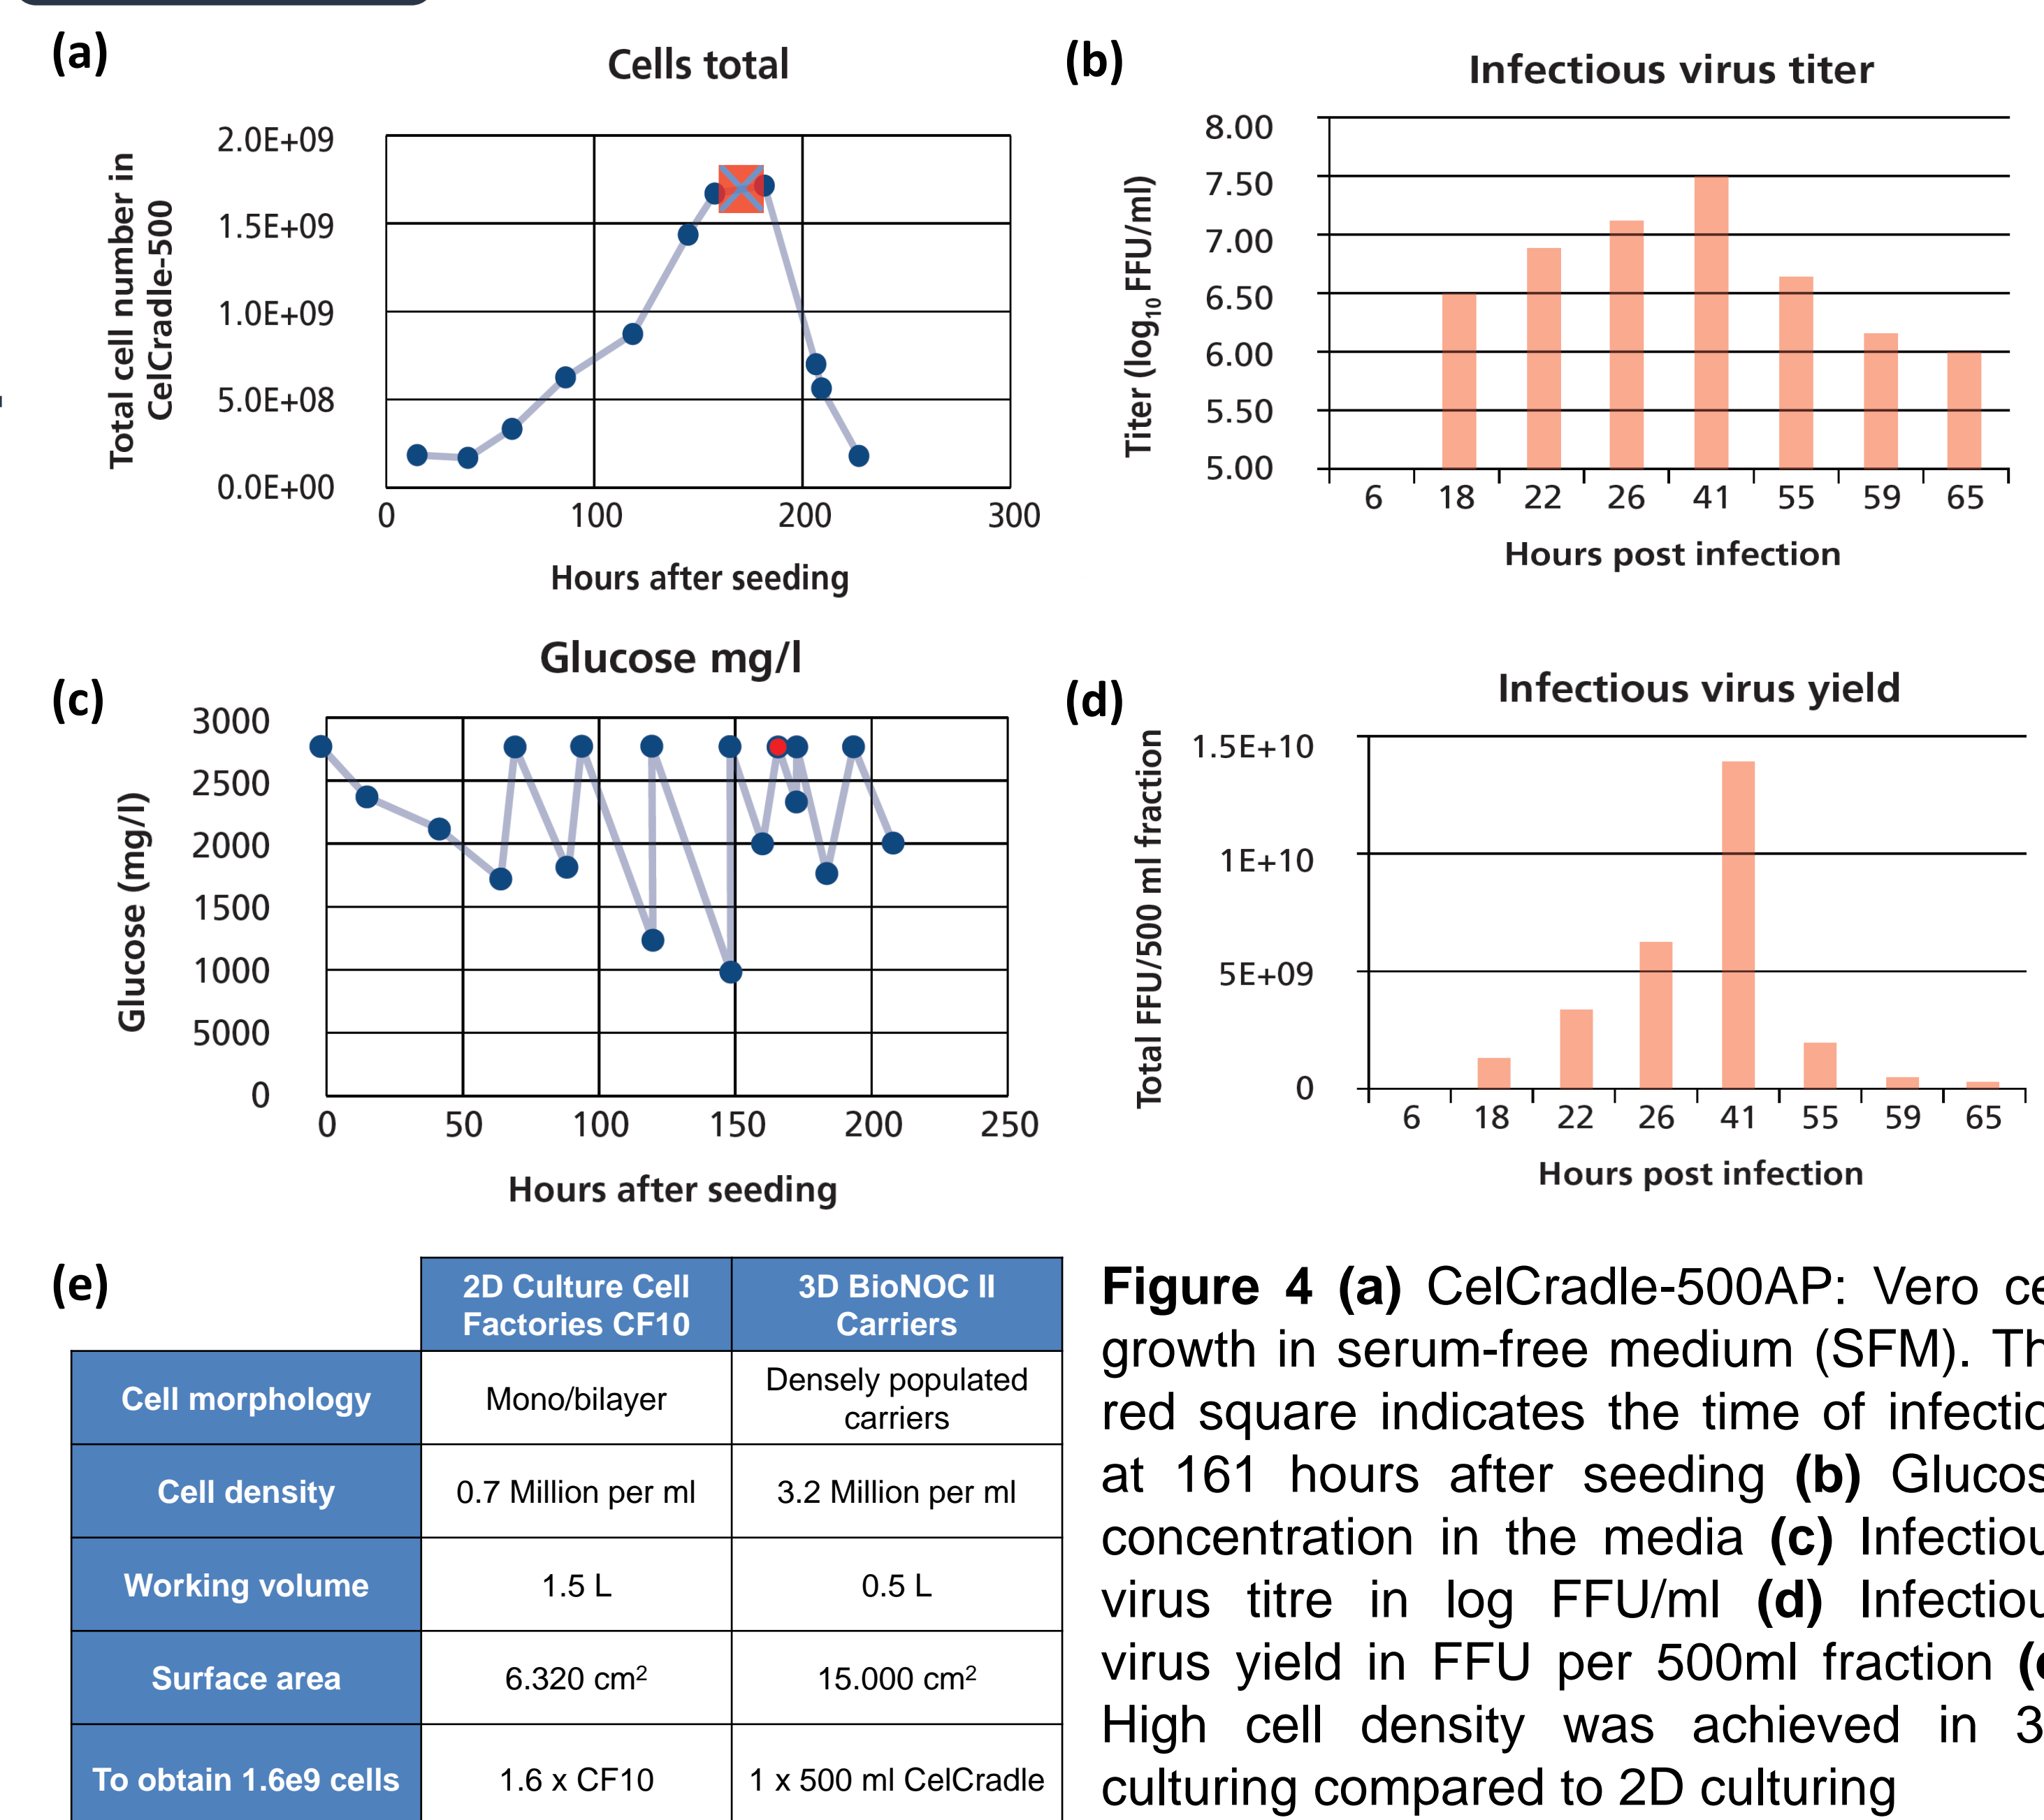 (a)
Cells total
Total cell number in
CelCradle-500
2.0E+09
1.5E+09
1.0E+09
5.0E+08
0.0E+00
0 100 200 300
Hours after seeding
(b)
Infectious virus titer
Titer (log10 FFU/ml)
8.00
7.50
7.00
6.50
6.00
5.50
5.00
6 18 22 26 41 55 59 65
Hours post infection
(c)
Glucose mg/l
Glucose (mg/l)
3000
2500
2000
1500
1000
5000
0
0 50 100 150 200 250
Hours after seeding
(d)
Infectious virus yield
Total FFU/500 ml fraction
1.5E+10
1E+10
5E+09
0
6 18 22 26 41 55 59 65
Hours post infection
(e)
2D Culture Cell
Factories CF10
3D BioNOC II
Carriers
Cell morphology
Mono/bilayer
Densely populated
carriers
Cell density
0.7 Million per ml
3.2 Million per ml
Working volume
1.5 L
0.5 L
Surface area
6.320 cm²
15.000 cm²
To obtain 1.6e9 cells
1.6 x CF10
1 x 500 ml CelCradle
Figure 4 (a) CelCradle-500AP: Vero
growth in serum-free medium (SFM).
red square indicates the time of
at 161 hours after seeding (b)
concentration in the media (c)
virus titre in log FFU/ml (d)
virus yield in FFU per 500ml fraction
High cell density was achieved in
culturing compared to 2D culturing